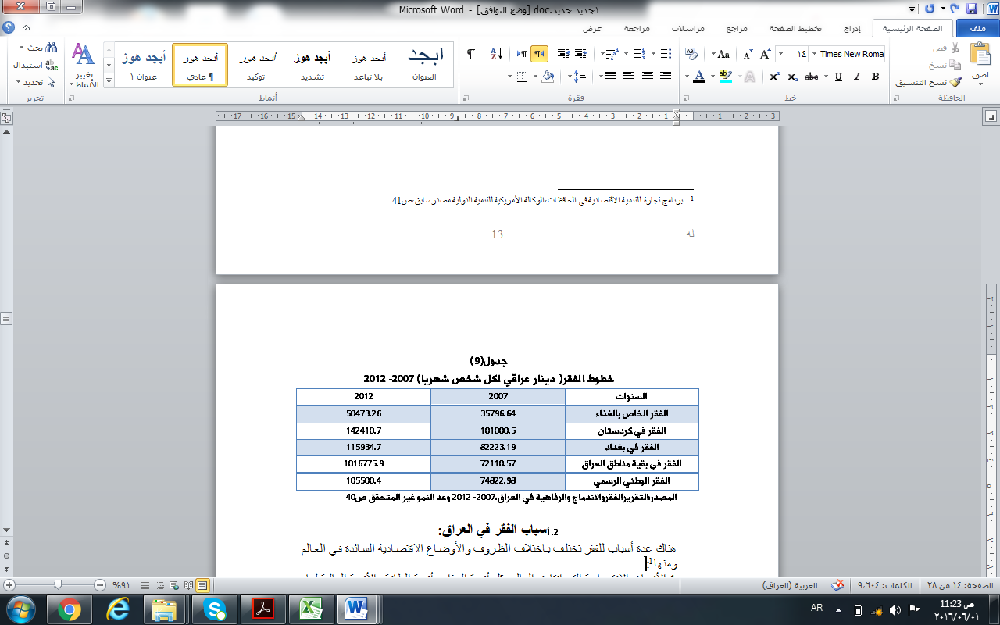 ١جديد جديد.doc [وضع التوافق] - Microsoft Word
ملف الصفحة الرئيسية إدراج تخطيط الصفحة مراجع مراسلات مراجعة عرض
لصق
قص
نسخ
نسخ التنسيق
الحافظة
Times New Roma ١٤
خط
فقرة
أبجد هوز ¶ عادي
أبجد هوز بلا تباعد
أبجد هوز تشديد
أبجد هوز توكيد
أبجد هوز عنوان ١
ابجد العنوان
تغيير الأنماط
أنماط
بحث
استبدال
تحديد
تحرير
3 2 1 1 2 3 4 5 6 7 8 9 10 11 12 13 14 15 16 17
1 ـ برنامج تجارة للتنمية الاقتصادية في الحافظات، الوكالة الأمريكية للتنمية الدولية مصدر سابق،ص41
له 13
جدول(9)
خطوط الفقر( دينار عراقي لكل شخص شهريا) 2007- 2012
السنوات 2007 2012
الفقر الخاص بالغذاء 35796.64 50473.26
الفقر في كردستان 101000.5 142410.7
الفقر في بغداد 82223.19 115934.7
الفقر في بقية مناطق العراق 72110.57 1016775.9
الفقر الوطني الرسمي 74822.98 105500.4
المصدر:التقريرالفقروالاندماج والرفاهية في العراق،2007- 2012 وعد النمو غير المتحقق ص40
2. أسباب الفقر في العراق:
هناك عدة أسباب للفقر تختلف باختلاف الظروف والأوضاع الاقتصادية السائدة في العالم
ومنها1:
الصفحة: ١٤ من ٢٨ الكلمات: ٩،٦٠٤ العربية (العراق) ٩١%
AR
11:23 ص
٢٠١٦/٠٦/٠١